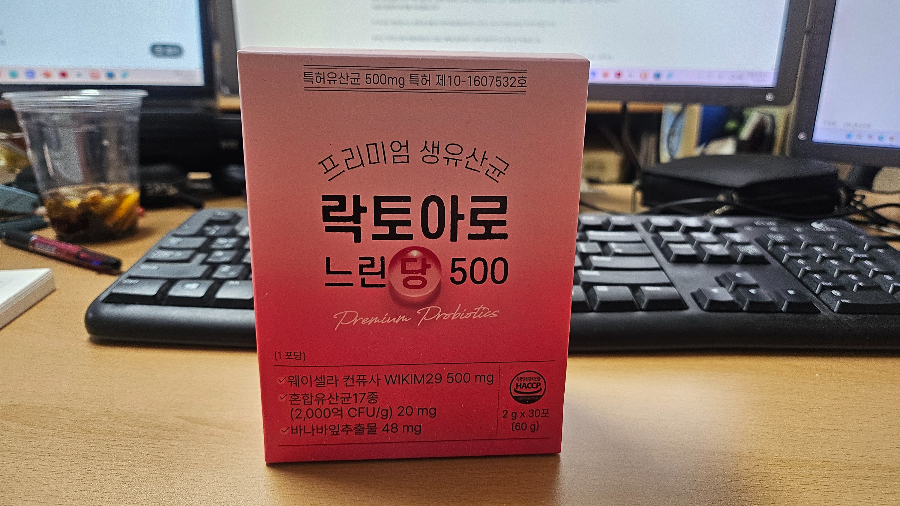 특허유산균 500mg 특허 제10-1607532호
프리미엄 생유산균
락토아로
느린당 500
Premium Probiotics
(1 포당)
✓웨이셀라 컨퓨사 WIKIM29 500 mg
✓혼합유산균17종
(2,000억 CFU/g) 20 mg
✓바나바잎추출물 48 mg
HACCP
2 g x 30포
(60 g)